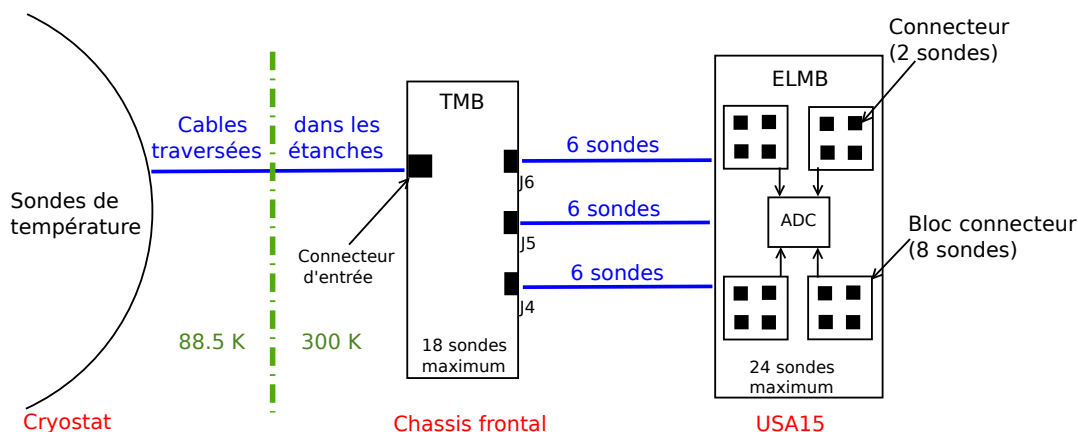 Sondes de
température
Cables
traversées
dans les
étanches
88.5 K
300 K
Cryostat
TMB
Connecteur
d'entrée
J6
J5
J4
18 sondes
maximum
Chassis frontal
6 sondes
6 sondes
6 sondes
ELMB
ADC
24 sondes
maximum
USA15
Connecteur
(2 sondes)
Bloc connecteur
(8 sondes)